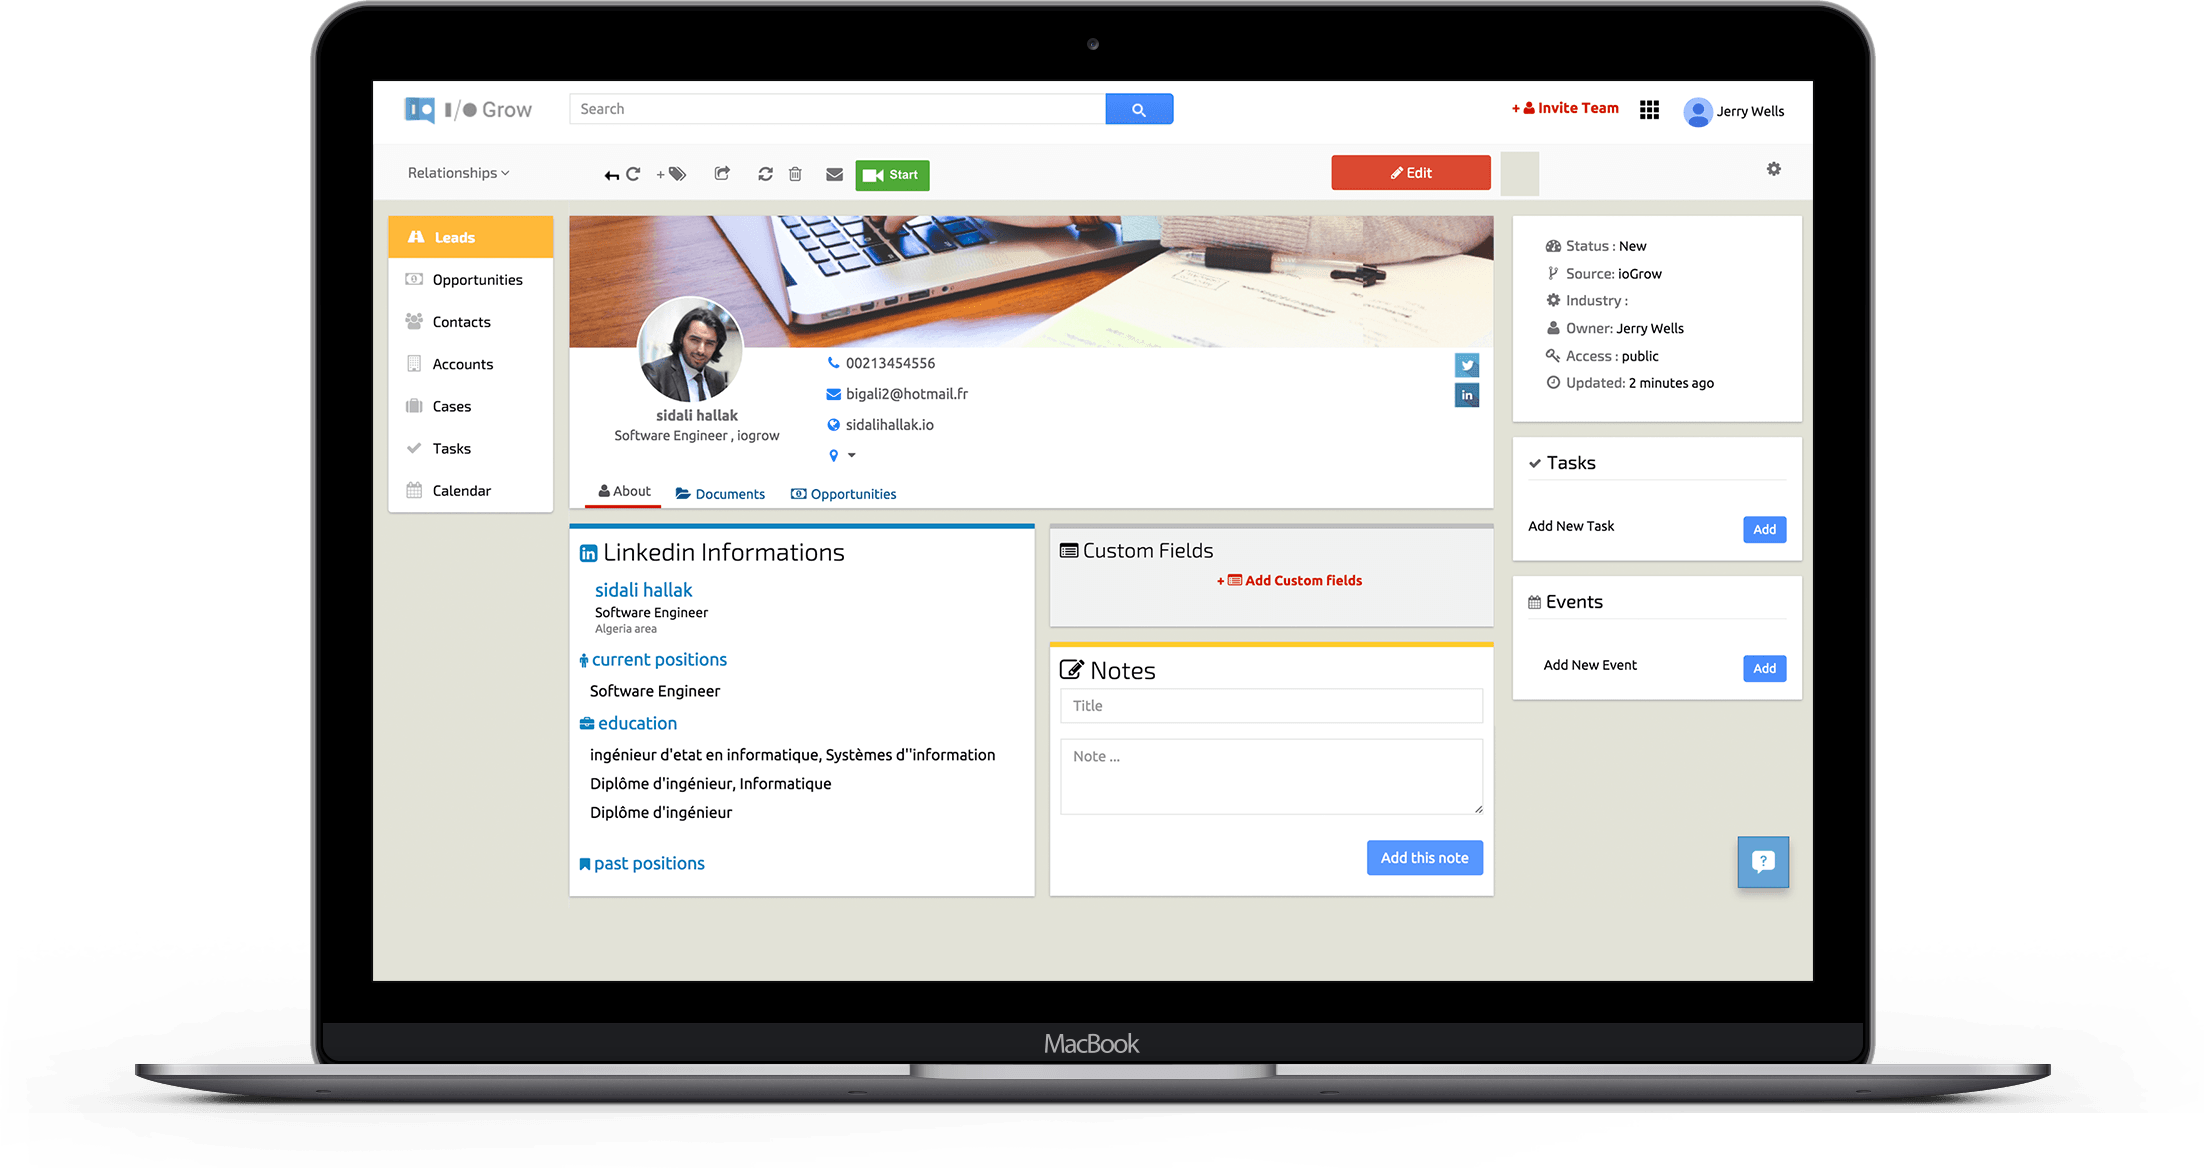 I/O Grow
Search
+ Invite Team
Jerry Wells
Relationships
+
Start
Edit
Leads
Opportunities
Contacts
Accounts
Cases
Tasks
Calendar
sidali hallak
Software Engineer , iogrow
00213454556
bigali2@hotmail.fr
sidalihallak.io
in
About
Documents
Opportunities
Status : New
Source: ioGrow
Industry :
Owner: Jerry Wells
Access : public
Updated: 2 minutes ago
Tasks
Add New Task
Add
Events
Add New Event
Add
in Linkedin Informations
sidali hallak
Software Engineer
Algeria area
current positions
Software Engineer
education
ingénieur d'etat en informatique, Systèmes d''information
Diplôme d'ingénieur, Informatique
Diplôme d'ingénieur
past positions
Custom Fields
+ Add Custom fields
Notes
Title
Note ...
Add this note
?
MacBook